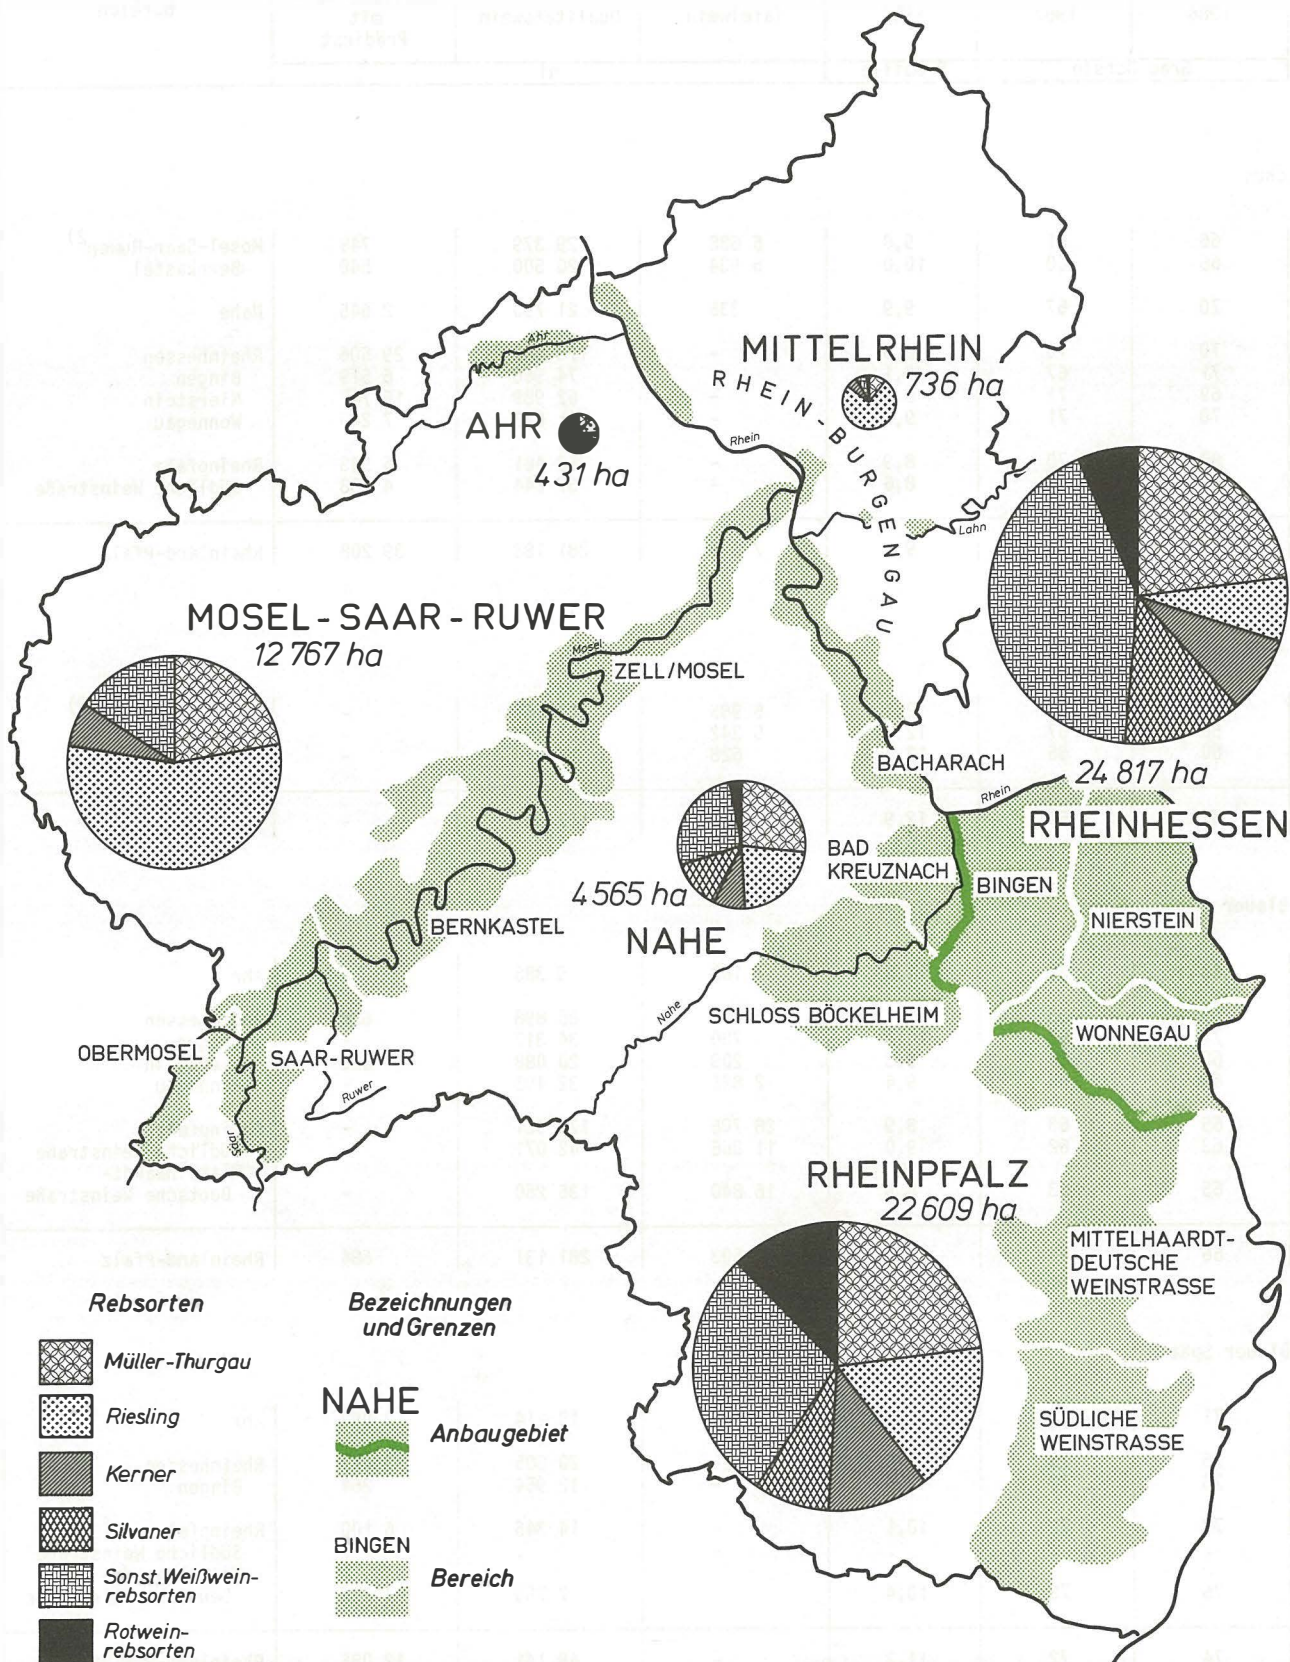 MITTELRHEIN
736 ha
RHEIN-BURGENGAU
Ahr
AHR
431 ha
Rhein
Lahn
MOSEL-SAAR-RUWER
12 767 ha
Mosel
ZELL/MOSEL
24 817 ha
RHEINHESSEN
BACHARACH
Rhein
4 565 ha
NAHE
BAD
KREUZNACH
BINGEN
NIERSTEIN
BERNKASTEL
Nahe
SCHLOSS BÖCKELHEIM
WONNEGAU
OBERMOSEL
SAAR-RUWER
Ruwer
Saar
RHEINPFALZ
22 609 ha
MITTELHAARDT-
DEUTSCHE
WEINSTRASSE
SÜDLICHE
WEINSTRASSE
Rebsorten
Müller-Thurgau
Riesling
Kerner
Silvaner
Sonst. Weißwein-
rebsorten
Rotwein-
rebsorten
Bezeichnungen
und Grenzen
NAHE
Anbaugebiet
BINGEN
Bereich